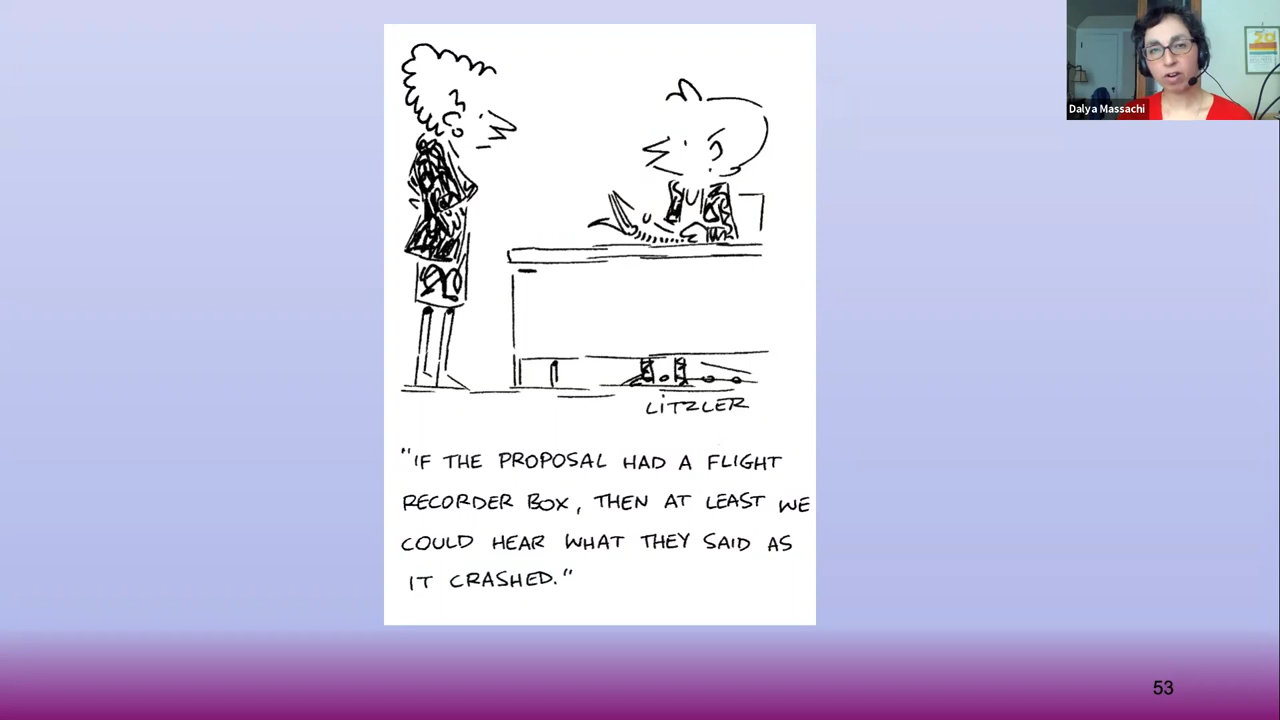 Dalya Massachi
LITZLER
"IF THE PROPOSAL HAD A FLIGHT
RECORDER BOX, THEN AT LEAST WE
COULD HEAR WHAT THEY SAID AS
IT CRASHED."
53